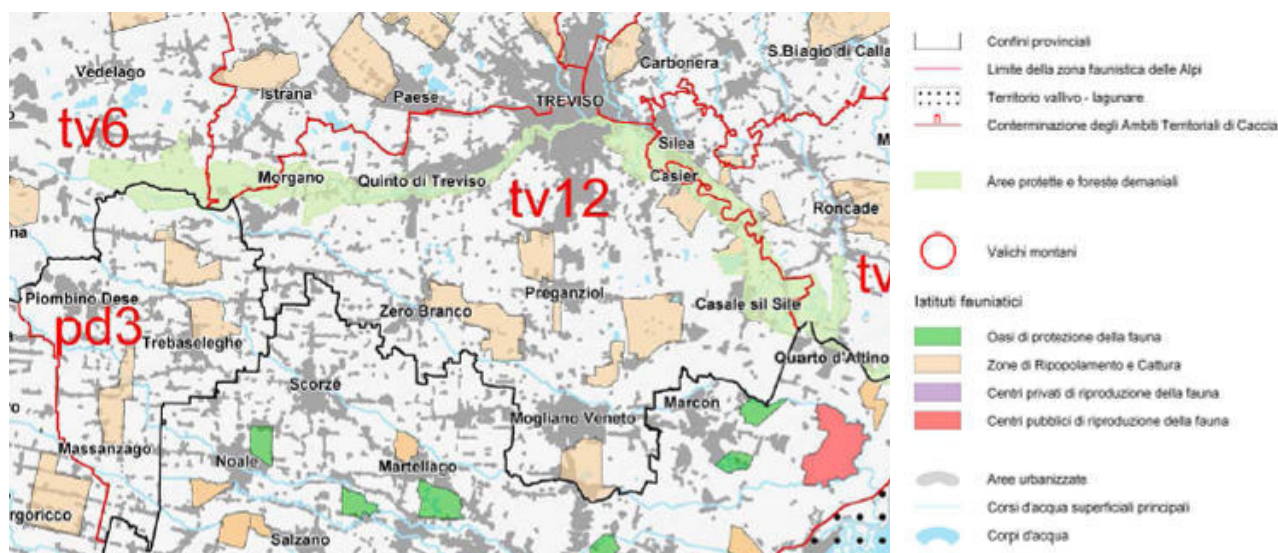 S.Biagio di Calla
Carbonera
Vedelago
Istrana
Paese
TREVISO
tv6
Silea
Morgano
Quinto di Treviso
Casier
tv12
Roncade
tv
Piombino Dese
Preganziol
Casale sil Sile
Zero Branco
pd3
Trebaseleghe
Quarto d'Altino
Scorzè
Marcon
Mogliano Veneto
Massanzago
Noale
Martellago
rgoricco
Salzano
Confini provinciali
Limite della zona faunistica delle Alpi
Territorio vallivo - lagunare
Conterminazione degli Ambiti Territoriali di Caccia
Aree protette e foreste demaniali
Valichi montani
Istituti faunistici
Oasi di protezione della fauna
Zone di Ripopolamento e Cattura
Centri privati di riproduzione della fauna
Centri pubblici di riproduzione della fauna
Aree urbanizzate
Corsi d'acqua superficiali principali
Corpi d'acqua